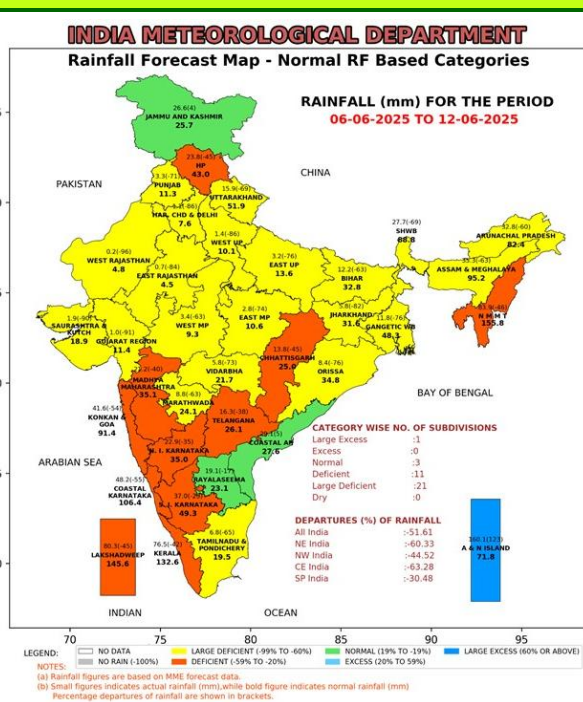 INDIA METEOROLOGICAL DEPARTMENT
Rainfall Forecast Map - Normal RF Based Categories
RAINFALL (mm) FOR THE PERIOD
06-06-2025 TO 12-06-2025
26.6(4)
JAMMU AND KASHMIR
25.7
23.8(-45)
HP
43.0
CHINA
PAKISTAN
3.3(-71)
PUNJAB
11.3
15.9(-69)
UTTARAKHAND
51.9
HAR. CHD & DELHI
7.6
0.2(-96)
WEST RAJASTHAN
4.8
1.4(-86)
WEST UP
10.1
0.7(-84)
EAST RAJASTHAN
4.5
3.2(-76)
EAST UP
13.6
27.7(-69)
SHWB
88.8
32.8(-60)
ARUNACHAL PRADESH
82.4
35.3(-63)
ASSAM & MEGHALAYA
95.2
12.2(-63)
BIHAR
32.8
N M M T
155.8
1.9(-90)
SAURASHTRA &
KUTCH
18.9
1.0(-91)
GUJARAT REGION
11.4
3.4(-63)
WEST MP
9.3
2.8(-74)
EAST MP
10.6
5.8(-82)
JHARKHAND
31.6
11.8(-76)
GANGETIC WB
48.3
13.8(-45)
CHHATTISGARH
25.0
8.4(-76)
ORISSA
34.8
21.2(-40)
MADHYA
MAHARASHTRA
35.1
5.8(-73)
VIDARBHA
21.7
8.8(-63)
MARATHWADA
24.1
BAY OF BENGAL
41.6(-54)
KONKAN &
GOA
91.4
16.3(-38)
TELANGANA
26.1
COASTAL AP
27.6
22.9(-35)
N. I. KARNATAKA
35.0
ARABIAN SEA
48.2(-55)
COASTAL
KARNATAKA
106.4
19.1(-17)
RAYALASEEMA
23.1
37.0(-25)
S. I. KARNATAKA
49.3
6.8(-65)
TAMILNADU &
PONDICHERY
19.5
76.5(-42)
KERALA
132.6
80.3(-45)
LAKSHADWEEP
145.6
160.1(123)
A & N ISLAND
71.8
CATEGORY WISE NO. OF SUBDIVISIONS
Large Excess :1
Excess :0
Normal :3
Deficient :11
Large Deficient :21
Dry :0
DEPARTURES (%) OF RAINFALL
All India :-51.61
NE India :-60.33
NW India :-44.52
CE India :-63.28
SP India :-30.48
INDIAN OCEAN
70 75 80 85 90 95
LEGEND: NO DATA LARGE DEFICIENT (-99% TO -60%) NORMAL (19% TO -19%) LARGE EXCESS (60% OR ABOVE)
NO RAIN (-100%) DEFICIENT (-59% TO -20%) EXCESS (20% TO 59%)
NOTES:
(a) Rainfall figures are based on MME forecast data.
(b) Small figures indicates actual rainfall (mm),while bold figure indicates normal rainfall (mm)
Percentage departures of rainfall are shown in brackets.